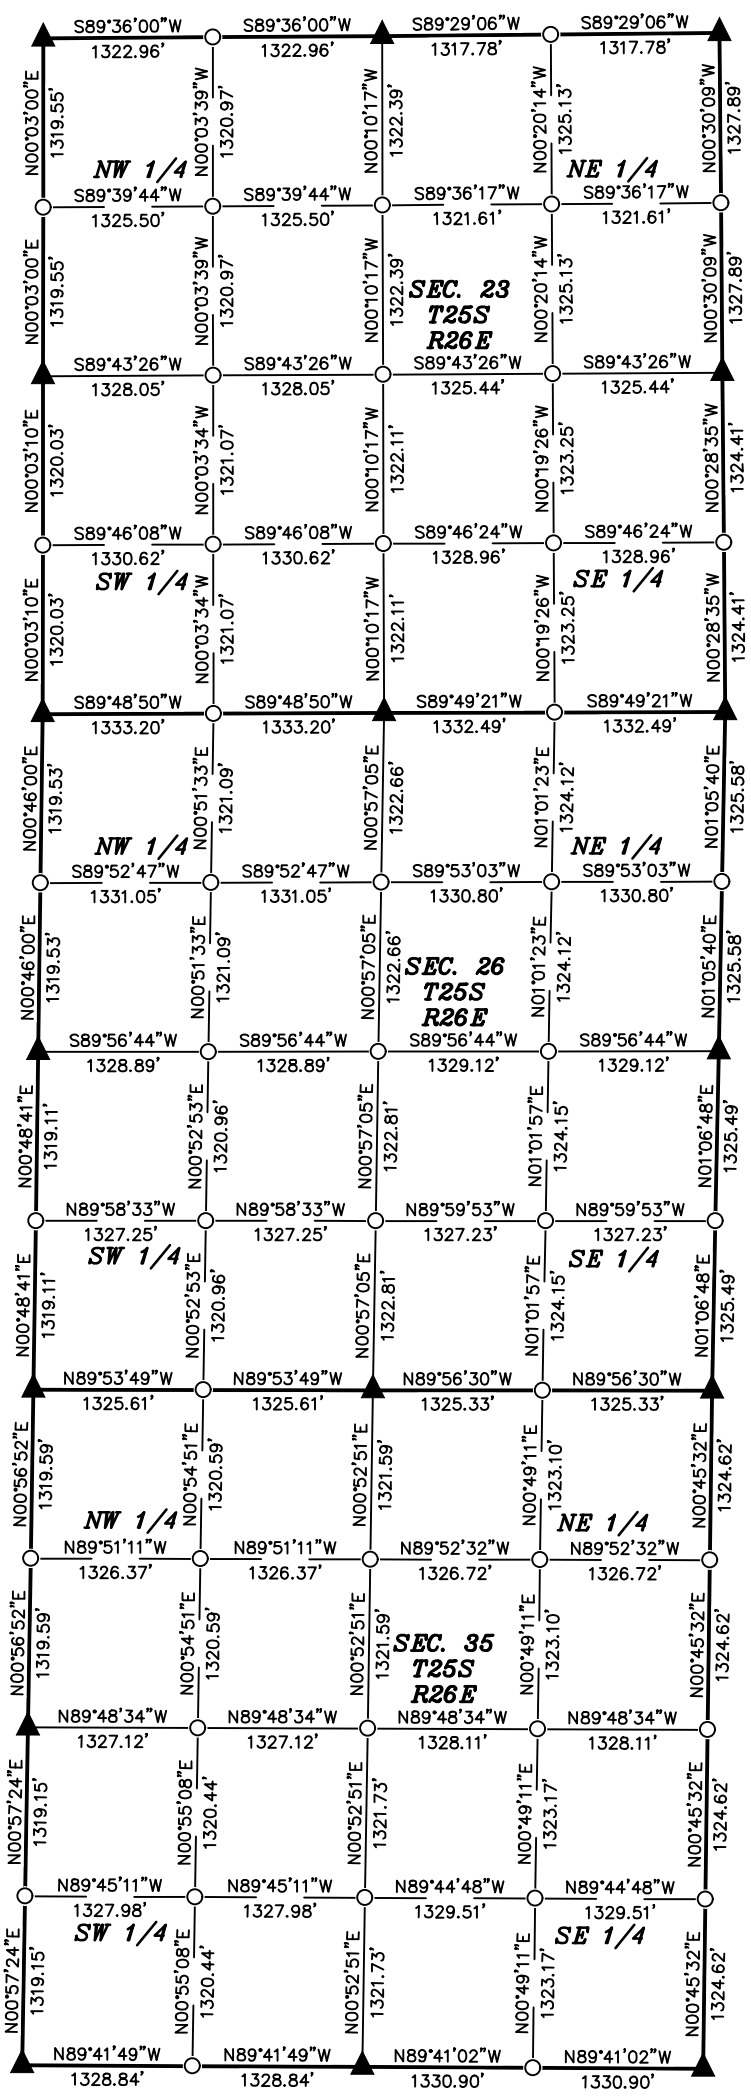 S89°36'00"W S89°36'00"W S89°29'06"W S89°29'06"W
1322.96' 1322.96' 1317.78' 1317.78'
N00°03'00"E N00°03'39"W N00°10'17"W N00°20'14"W N00°30'09"W
1319.55' 1320.97' 1322.39' 1325.13' 1327.89'
NW 1/4 NE 1/4
S89°39'44"W S89°39'44"W S89°36'17"W S89°36'17"W
1325.50' 1325.50' 1321.61' 1321.61'
N00°03'00"E N00°03'39"W N00°10'17"W N00°20'14"W N00°30'09"W
1319.55' 1320.97' 1322.39' 1325.13' 1327.89'
SEC. 23
T25S
R26E
S89°43'26"W S89°43'26"W S89°43'26"W S89°43'26"W
1328.05' 1328.05' 1325.44' 1325.44'
N00°03'10"E N00°03'34"W N00°10'17"W N00°19'26"W N00°28'35"W
1320.03' 1321.07' 1322.11' 1323.25' 1324.41'
S89°46'08"W S89°46'08"W S89°46'24"W S89°46'24"W
1330.62' 1330.62' 1328.96' 1328.96'
SW 1/4 SE 1/4
N00°03'10"E N00°03'34"W N00°10'17"W N00°19'26"W N00°28'35"W
1320.03' 1321.07' 1322.11' 1323.25' 1324.41'
S89°48'50"W S89°48'50"W S89°49'21"W S89°49'21"W
1333.20' 1333.20' 1332.49' 1332.49'
N00°46'00"E N00°51'33"E N00°57'05"E N01°01'23"E N01°05'40"E
1319.53' 1321.09' 1322.66' 1324.12' 1325.58'
NW 1/4 NE 1/4
S89°52'47"W S89°52'47"W S89°53'03"W S89°53'03"W
1331.05' 1331.05' 1330.80' 1330.80'
N00°46'00"E N00°51'33"E N00°57'05"E N01°01'23"E N01°05'40"E
1319.53' 1321.09' 1322.66' 1324.12' 1325.58'
SEC. 26
T25S
R26E
S89°56'44"W S89°56'44"W S89°56'44"W S89°56'44"W
1328.89' 1328.89' 1329.12' 1329.12'
N00°48'41"E N00°52'53"E N00°57'05"E N01°01'57"E N01°06'48"E
1319.11' 1320.96' 1322.81' 1324.15' 1325.49'
N89°58'33"W N89°58'33"W N89°59'53"W N89°59'53"W
1327.25' 1327.25' 1327.23' 1327.23'
SW 1/4 SE 1/4
N00°48'41"E N00°52'53"E N00°57'05"E N01°01'57"E N01°06'48"E
1319.11' 1320.96' 1322.81' 1324.15' 1325.49'
N89°53'49"W N89°53'49"W N89°56'30"W N89°56'30"W
1325.61' 1325.61' 1325.33' 1325.33'
N00°56'52"E N00°54'51"E N00°52'51"E N00°49'11"E N00°45'32"E
1319.59' 1320.59' 1321.59' 1323.10' 1324.62'
NW 1/4 NE 1/4
N89°51'11"W N89°51'11"W N89°52'32"W N89°52'32"W
1326.37' 1326.37' 1326.72' 1326.72'
N00°56'52"E N00°54'51"E N00°52'51"E N00°49'11"E N00°45'32"E
1319.59' 1320.59' 1321.59' 1323.10' 1324.62'
SEC. 35
T25S
R26E
N89°48'34"W N89°48'34"W N89°48'34"W N89°48'34"W
1327.12' 1327.12' 1328.11' 1328.11'
N00°57'24"E N00°55'08"E N00°52'51"E N00°49'11"E N00°45'32"E
1319.15' 1320.44' 1321.73' 1323.17' 1324.62'
N89°45'11"W N89°45'11"W N89°44'48"W N89°44'48"W
1327.98' 1327.98' 1329.51' 1329.51'
SW 1/4 SE 1/4
N00°57'24"E N00°55'08"E N00°52'51"E N00°49'11"E N00°45'32"E
1319.15' 1320.44' 1321.73' 1323.17' 1324.62'
N89°41'49"W N89°41'49"W N89°41'02"W N89°41'02"W
1328.84' 1328.84' 1330.90' 1330.90'